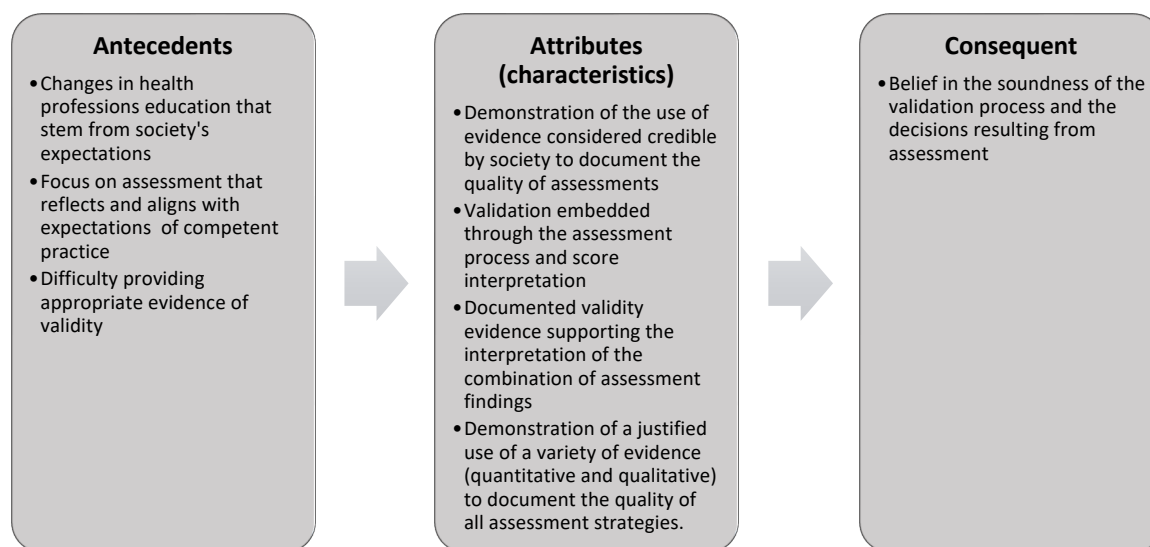 Antecedents
•Changes in health
professions education that
stem from society's
expectations
•Focus on assessment that
reflects and aligns with
expectations of competent
practice
•Difficulty providing
appropriate evidence of
validity
Attributes
(characteristics)
•Demonstration of the use of
evidence considered credible
by society to document the
quality of assessments
•Validation embedded
through the assessment
process and score
interpretation
•Documented validity
evidence supporting the
interpretation of the
combination of assessment
findings
•Demonstration of a justified
use of a variety of evidence
(quantitative and qualitative)
to document the quality of
all assessment strategies.
Consequent
•Belief in the soundness of the
validation process and the
decisions resulting from
assessment